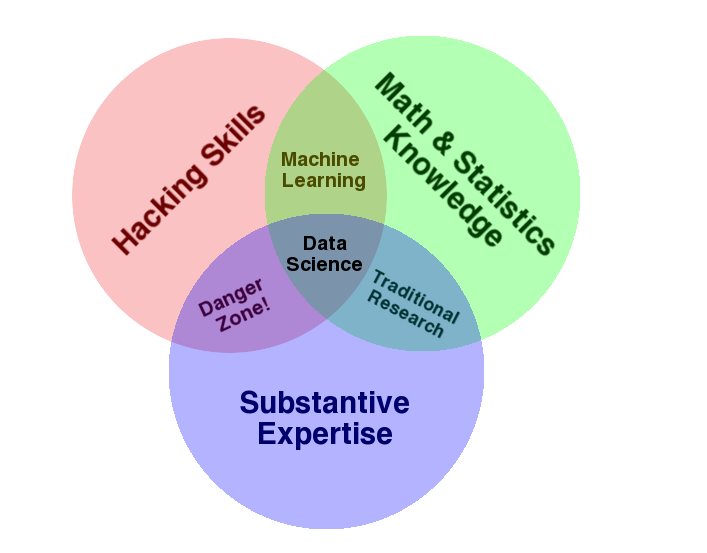 Hacking Skills
Math & Statistics
Knowledge
Machine
Learning
Data
Science
Danger
Zone!
Traditional
Research
Substantive
Expertise